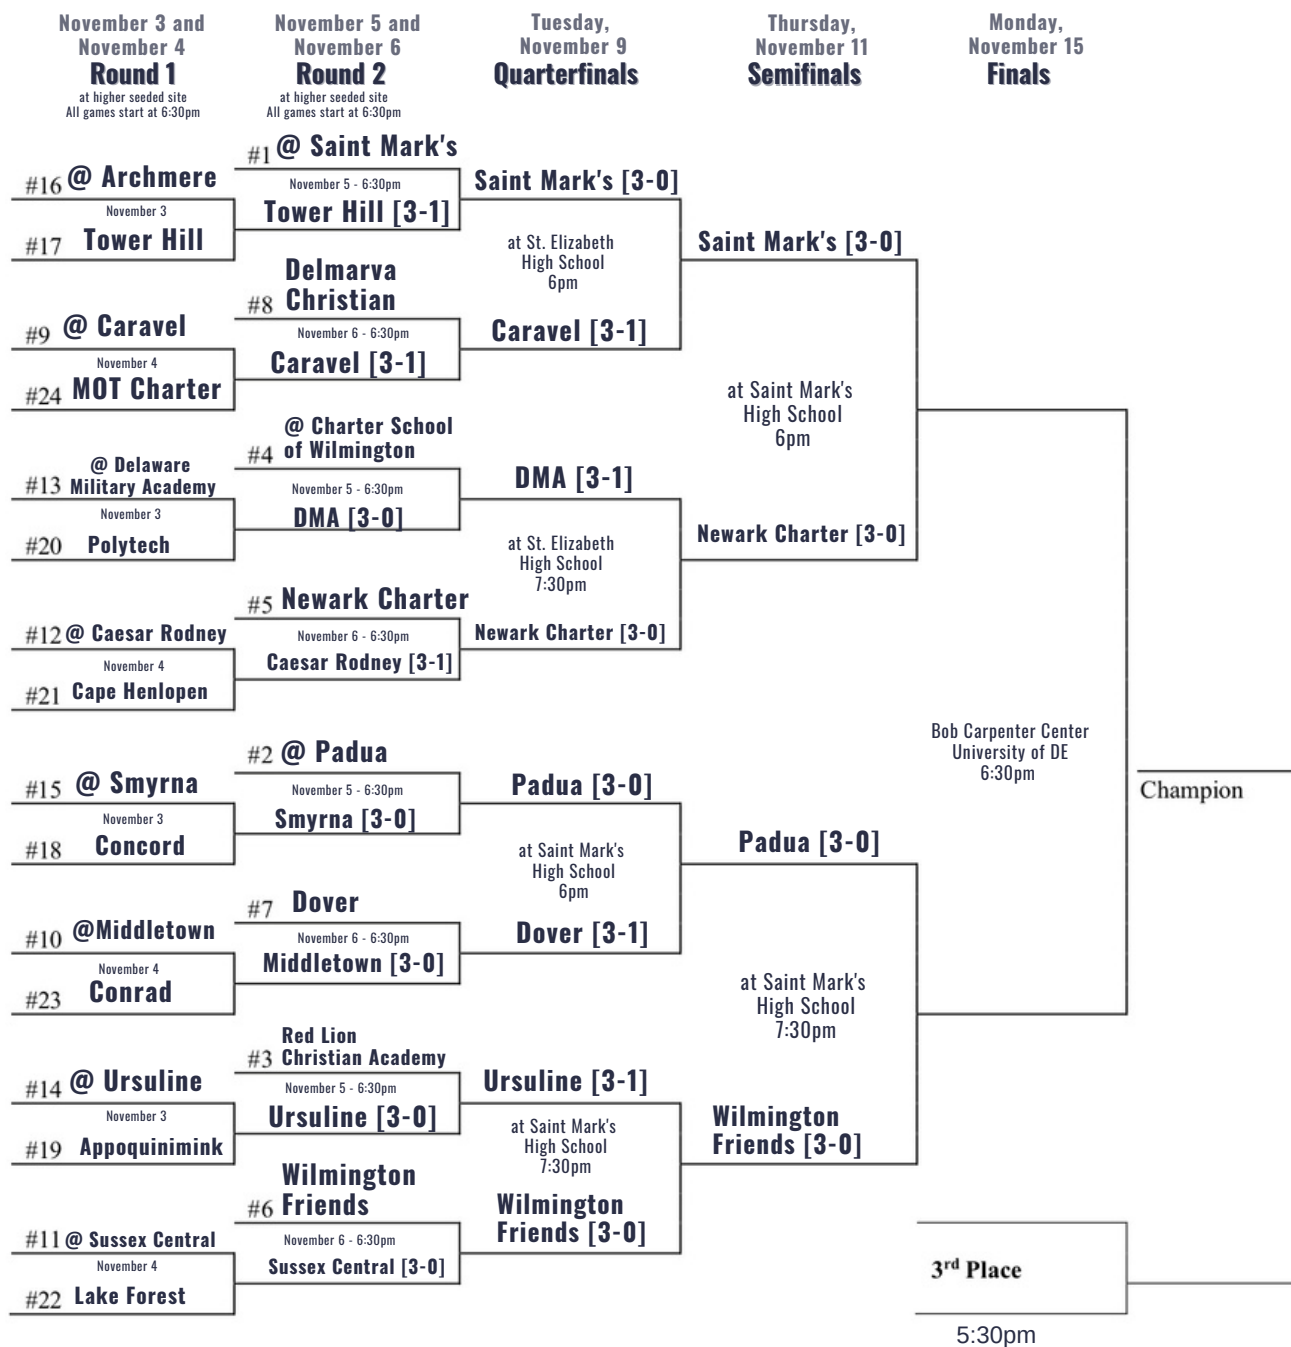 November 3 and
November 4
Round 1
at higher seeded site
All games start at 6:30pm
November 5 and
November 6
Round 2
at higher seeded site
All games start at 6:30pm
Tuesday,
November 9
Quarterfinals
Thursday,
November 11
Semifinals
Monday,
November 15
Finals
#16 @ Archmere
November 3
#17 Tower Hill
#9 @ Caravel
November 4
#24 MOT Charter
#13 @ Delaware
Military Academy
November 3
#20 Polytech
#12 @ Caesar Rodney
November 4
#21 Cape Henlopen
#15 @ Smyrna
November 3
#18 Concord
#10 @Middletown
November 4
#23 Conrad
#14 @ Ursuline
November 3
#19 Appoquinimink
#11 @ Sussex Central
November 4
#22 Lake Forest
#1 @ Saint Mark's
November 5 - 6:30pm
Tower Hill [3-1]
#8 Delmarva
Christian
November 6 - 6:30pm
Caravel [3-1]
#4 @ Charter School
of Wilmington
November 5 - 6:30pm
DMA [3-0]
#5 Newark Charter
November 6 - 6:30pm
Caesar Rodney [3-1]
#2 @ Padua
November 5 - 6:30pm
Smyrna [3-0]
#7 Dover
November 6 - 6:30pm
Middletown [3-0]
#3 Red Lion
Christian Academy
November 5 - 6:30pm
Ursuline [3-0]
#6 Wilmington
Friends
November 6 - 6:30pm
Sussex Central [3-0]
Saint Mark's [3-0]
at St. Elizabeth
High School
6pm
Caravel [3-1]
DMA [3-1]
at St. Elizabeth
High School
7:30pm
Newark Charter [3-0]
Padua [3-0]
at Saint Mark's
High School
6pm
Dover [3-1]
Ursuline [3-1]
at Saint Mark's
High School
7:30pm
Wilmington
Friends [3-0]
Saint Mark's [3-0]
at Saint Mark's
High School
6pm
Newark Charter [3-0]
Padua [3-0]
at Saint Mark's
High School
7:30pm
Wilmington
Friends [3-0]
Bob Carpenter Center
University of DE
6:30pm
Champion
3rd Place
5:30pm